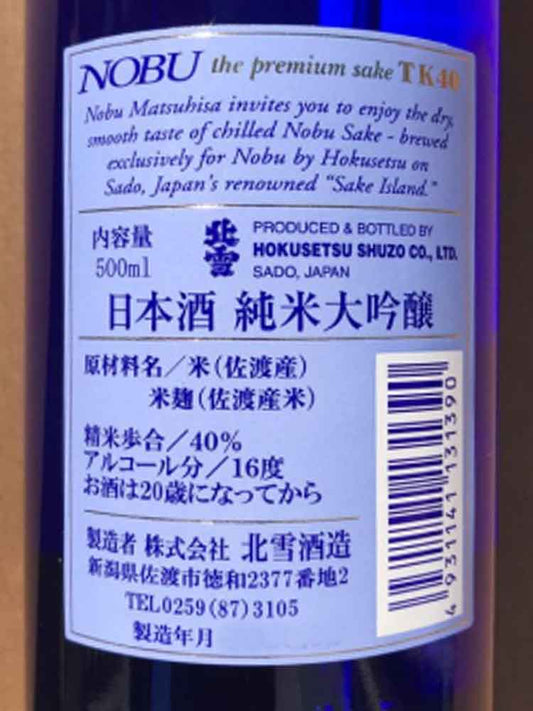 NOBU the premium sake TK40
Nobu Matsuhisa invites you to enjoy the dry,
smooth taste of chilled Nobu Sake - brewed
exclusively for Nobu by Hokusetsu on
Sado, Japan's renowned "Sake Island."
内容量
500ml
北雪
PRODUCED & BOTTLED BY
HOKUSETSU SHUZO CO., LTD.
SADO, JAPAN
日本酒 純米大吟醸
原材料名／米(佐渡産)
米麹(佐渡産米)
精米歩合／40%
アルコール分／16度
お酒は20歳になってから
製造者 株式会社 北雪酒造
新潟県佐渡市徳和2377番地2
TEL0259(87)3105
製造年月
4931141131390